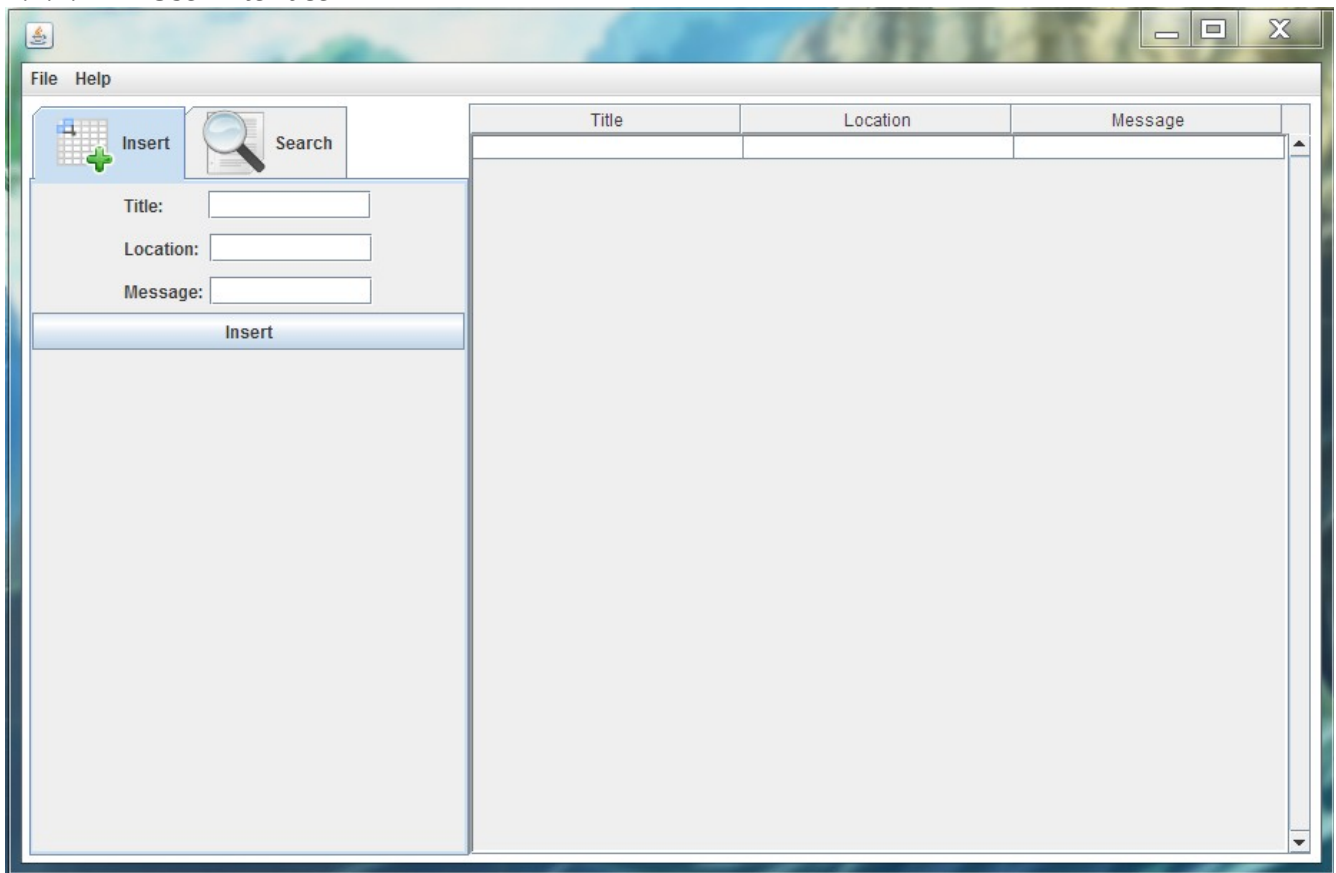 File Help
Insert Search
Title:
Location:
Message:
Insert
Title Location Message